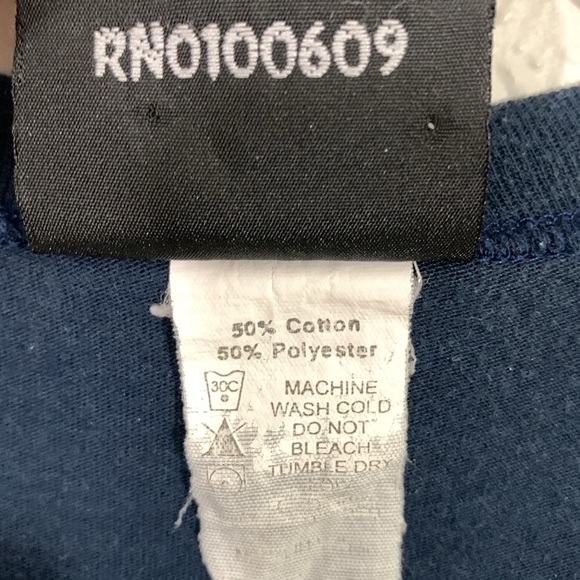 RN0100609
50% Cotton
50% Polyester
30C
MACHINE
WASH COLD
DO NOT
BLEACH
TUMBLE DRY